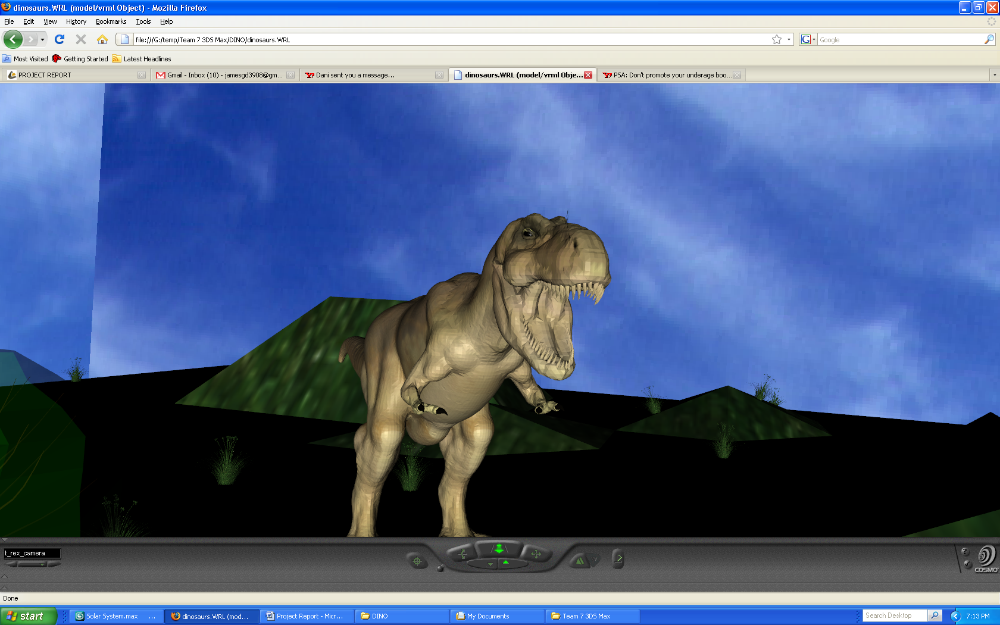 dinosaurs.WRL (model/vrml Object) - Mozilla Firefox
File Edit View History Bookmarks Tools Help
file:///G:/temp/Team 7 3DS Max/DINO/dinosaurs.WRL
G Google
Most Visited Getting Started Latest Headlines
PROJECT REPORT
Gmail - Inbox (10) - jamesgd3908@gm...
Dani sent you a message...
dinosaurs.WRL (model/vrml Obje...
PSA: Don't promote your underage boo...
t_rex_camera
?
COSMO
Done
start
Solar System.max ...
dinosaurs.WRL (mod...
Project Report - Micr...
DINO
My Documents
Team 7 3DS Max
Search Desktop
7:13 PM